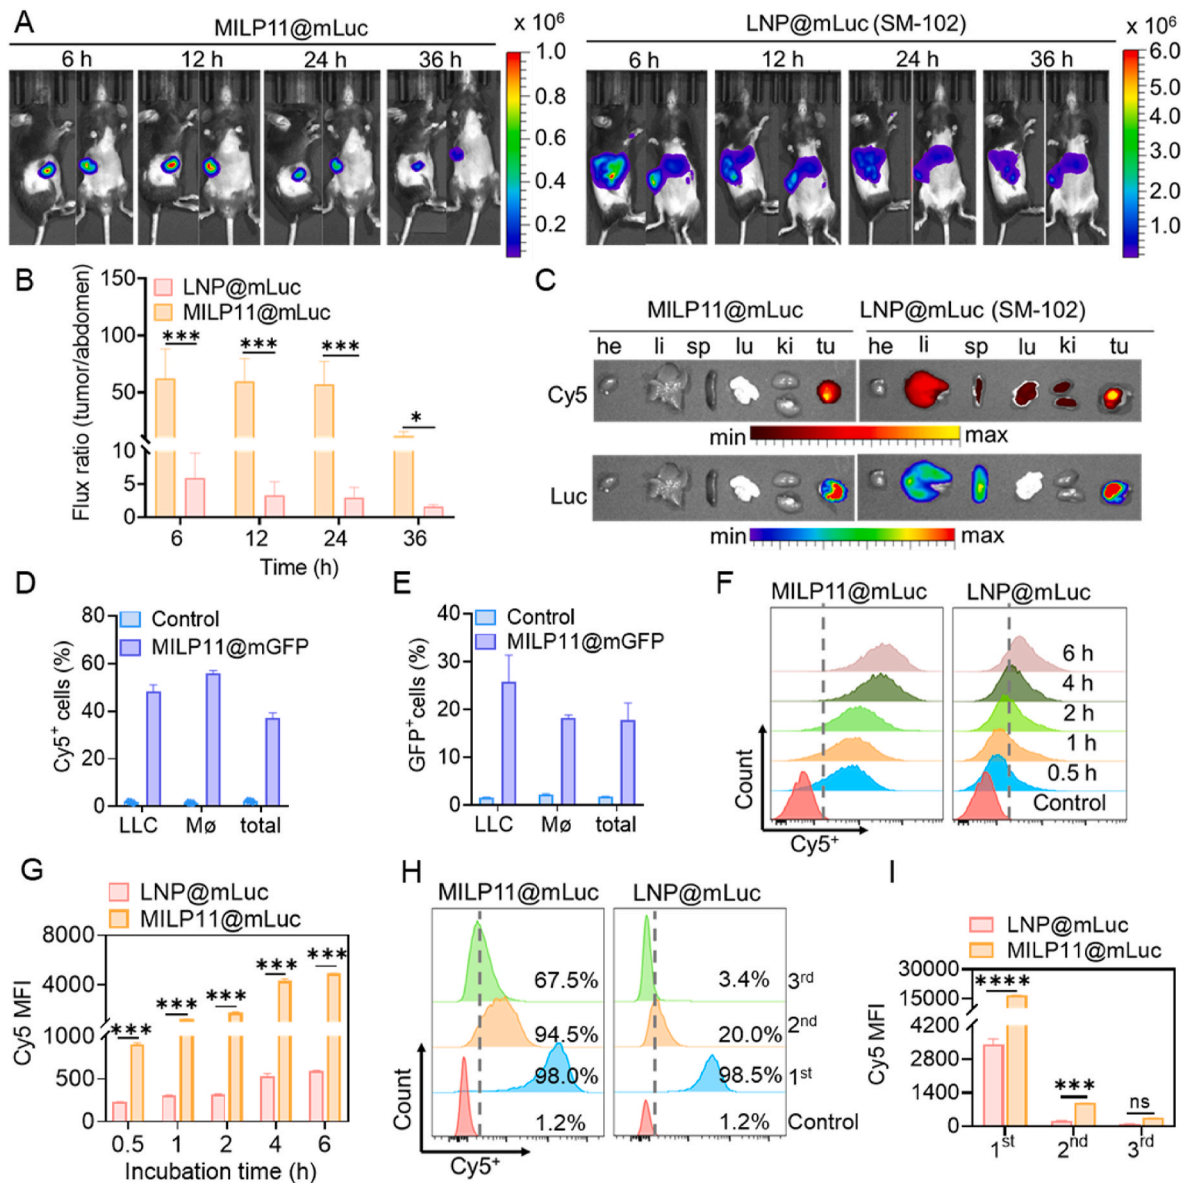 A
MILP11@mLuc
x 10⁶
LNP@mLuc (SM-102)
x 10⁶
6 h 12 h 24 h 36 h
1.0
0.8
0.6
0.4
0.2
6 h 12 h 24 h 36 h
6.0
5.0
4.0
3.0
2.0
1.0
B
LNP@mLuc
MILP11@mLuc
Flux ratio (tumor/abdomen)
150
100
50
10
5
0
*** *** *** *
6 12 24 36
Time (h)
C
MILP11@mLuc LNP@mLuc (SM-102)
he li sp lu ki tu he li sp lu ki tu
Cy5
min max
Luc
min max
D
Control
MILP11@mGFP
Cy5⁺ cells (%)
80
60
40
20
0
LLC Mø total
E
Control
MILP11@mGFP
GFP⁺ cells (%)
40
30
20
10
0
LLC Mø total
F
MILP11@mLuc LNP@mLuc
6 h
4 h
2 h
1 h
0.5 h
Control
Count
Cy5⁺
G
LNP@mLuc
MILP11@mLuc
Cy5 MFI
8000
4000
1000
500
0
*** *** *** *** ***
0.5 1 2 4 6
Incubation time (h)
H
MILP11@mLuc LNP@mLuc
67.5% 3.4% 3rd
94.5% 20.0% 2nd
98.0% 98.5% 1st
1.2% 1.2% Control
Count
Cy5⁺
I
LNP@mLuc
MILP11@mLuc
Cy5 MFI
30000
15000
4200
2800
1400
0
**** *** ns
1st 2nd 3rd